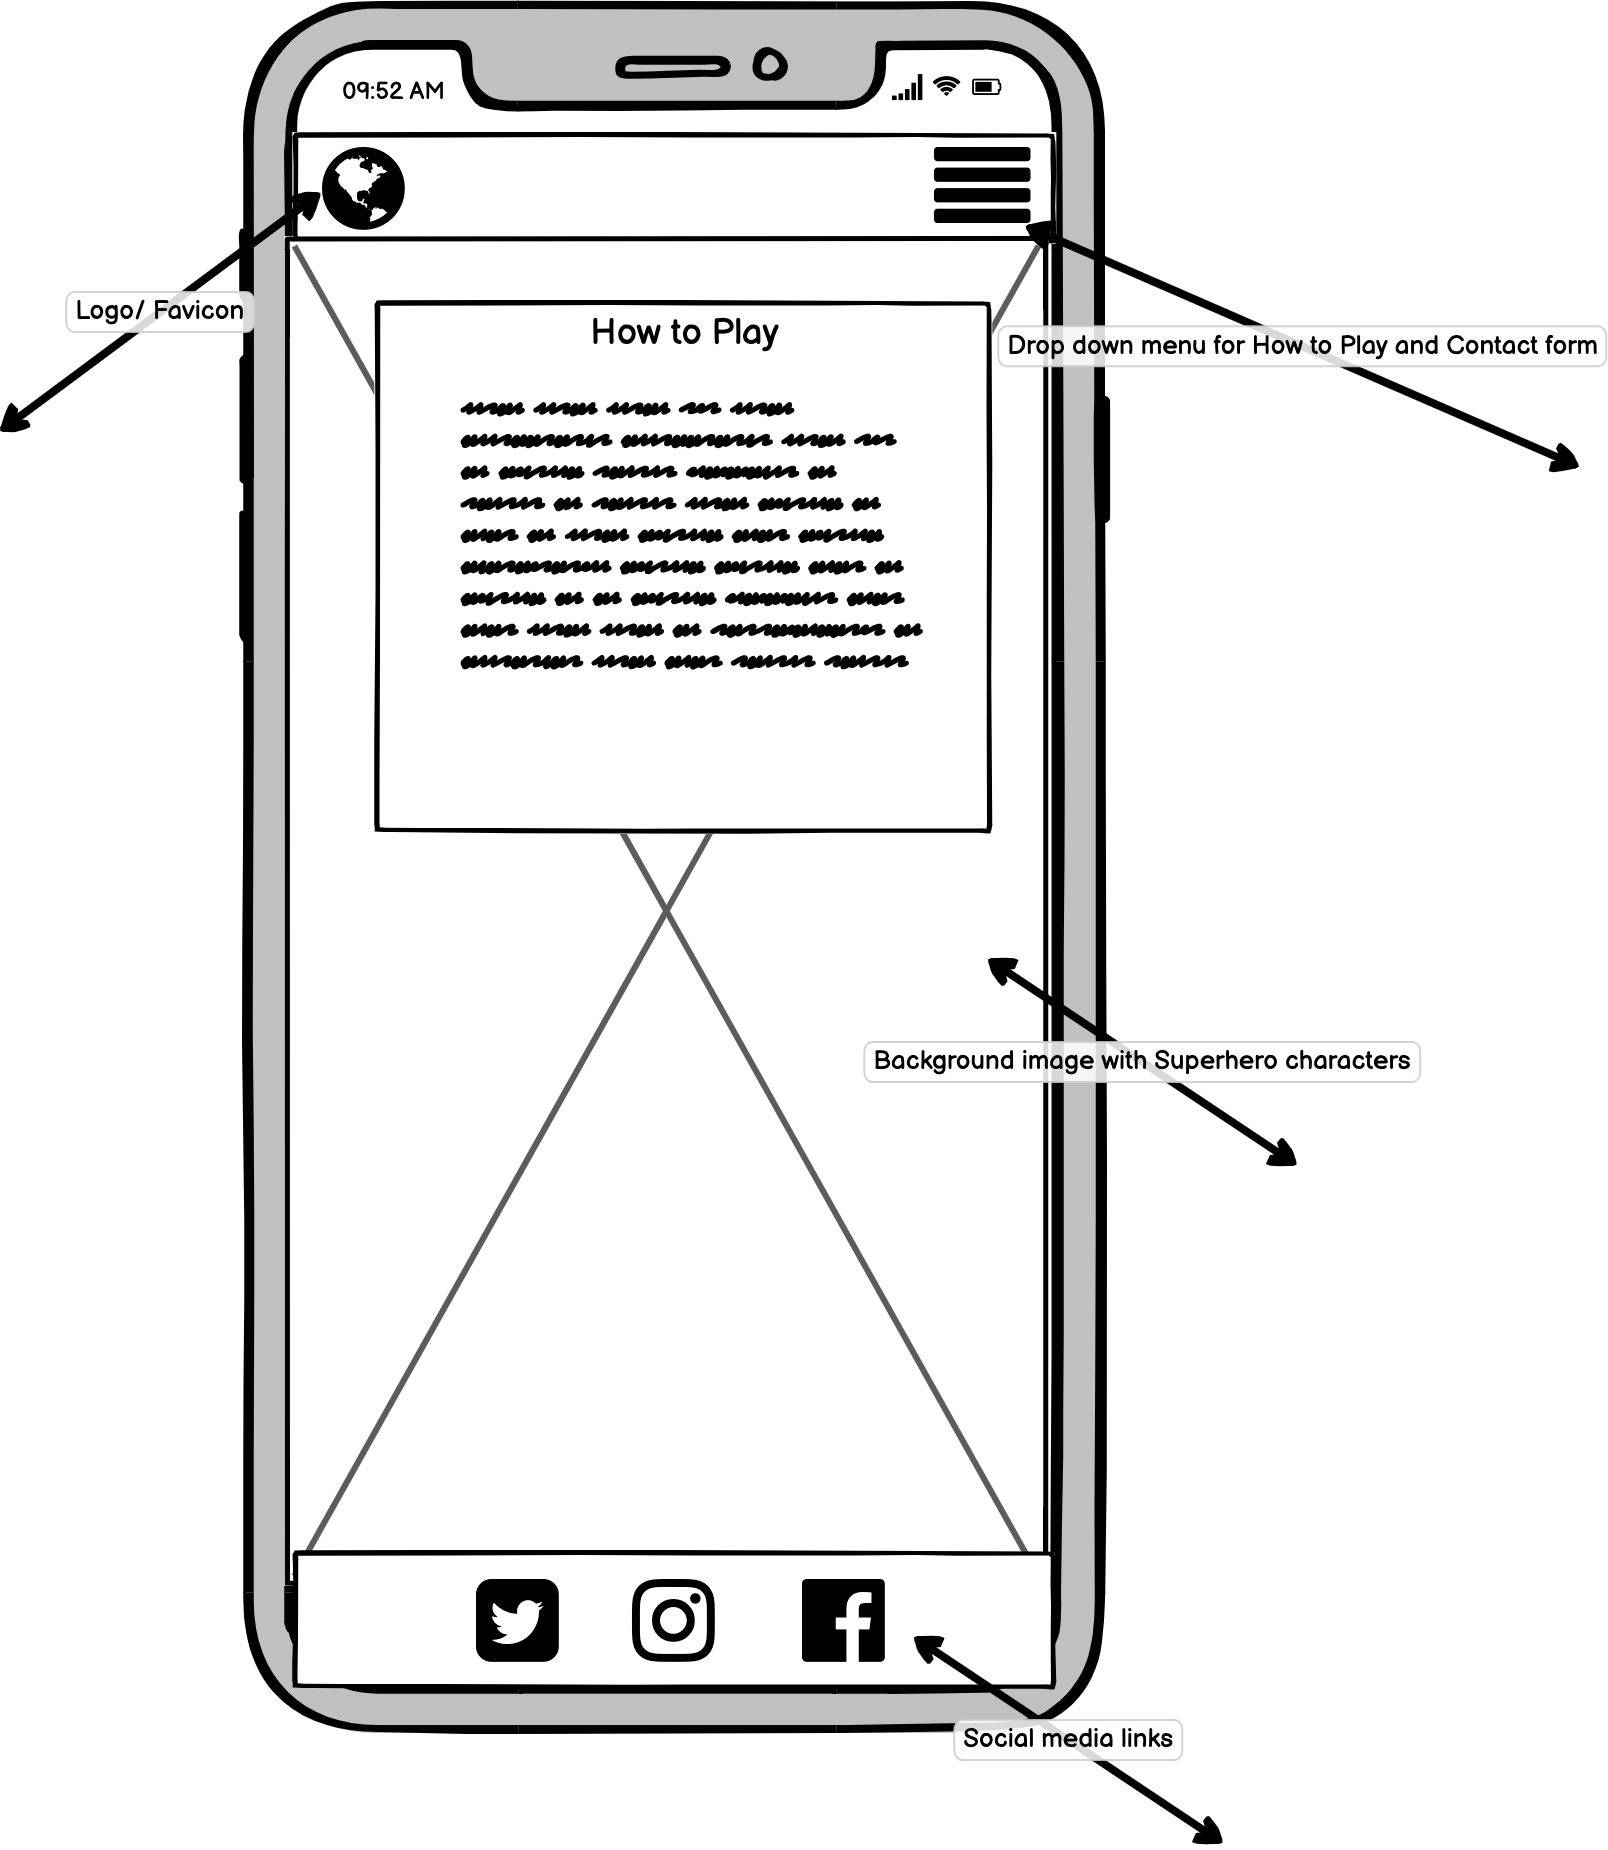 09:52 AM
Logo/ Favicon
How to Play
Drop down menu for How to Play and Contact form
Background image with Superhero characters
Social media links